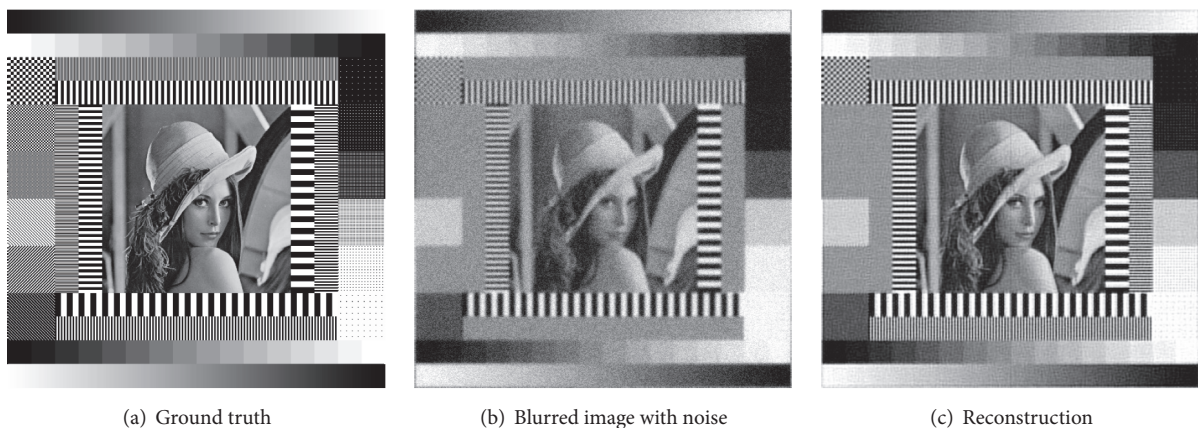 (a) Ground truth
(b) Blurred image with noise
(c) Reconstruction